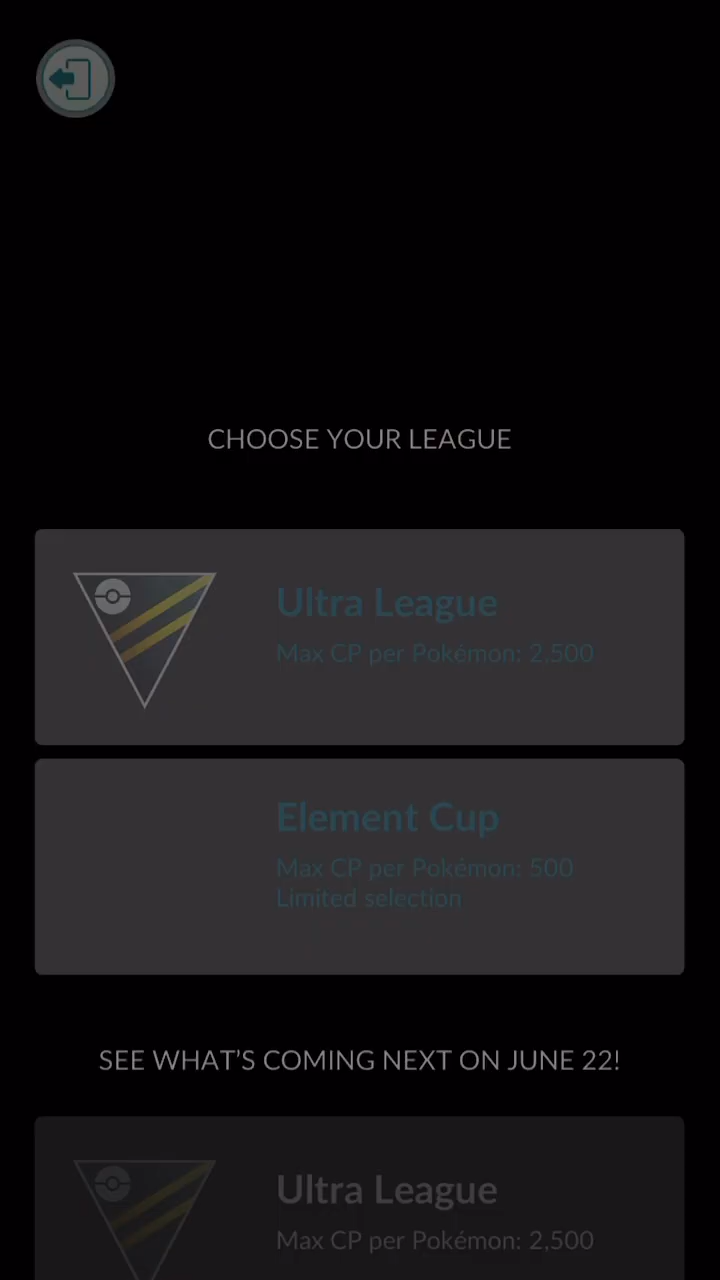 CHOOSE YOUR LEAGUE
Ultra League
Max CP per Pokémon: 2,500
Element Cup
Max CP per Pokémon: 500
Limited selection
SEE WHAT’S COMING NEXT ON JUNE 22!
Ultra League
Max CP per Pokémon: 2,500